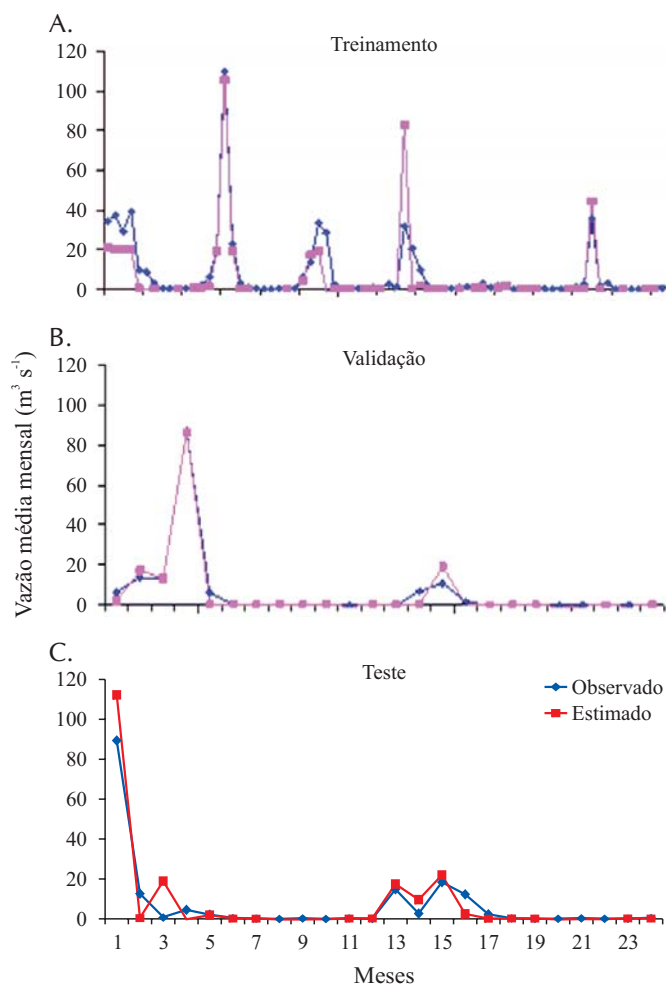 A.
Treinamento
120
100
80
60
40
20
0
B.
Validação
120
100
80
60
40
20
0
Vazão média mensal (m³ s⁻¹)
C.
Teste
Observado
Estimado
120
100
80
60
40
20
0
1 3 5 7 9 11 13 15 17 19 21 23
Meses